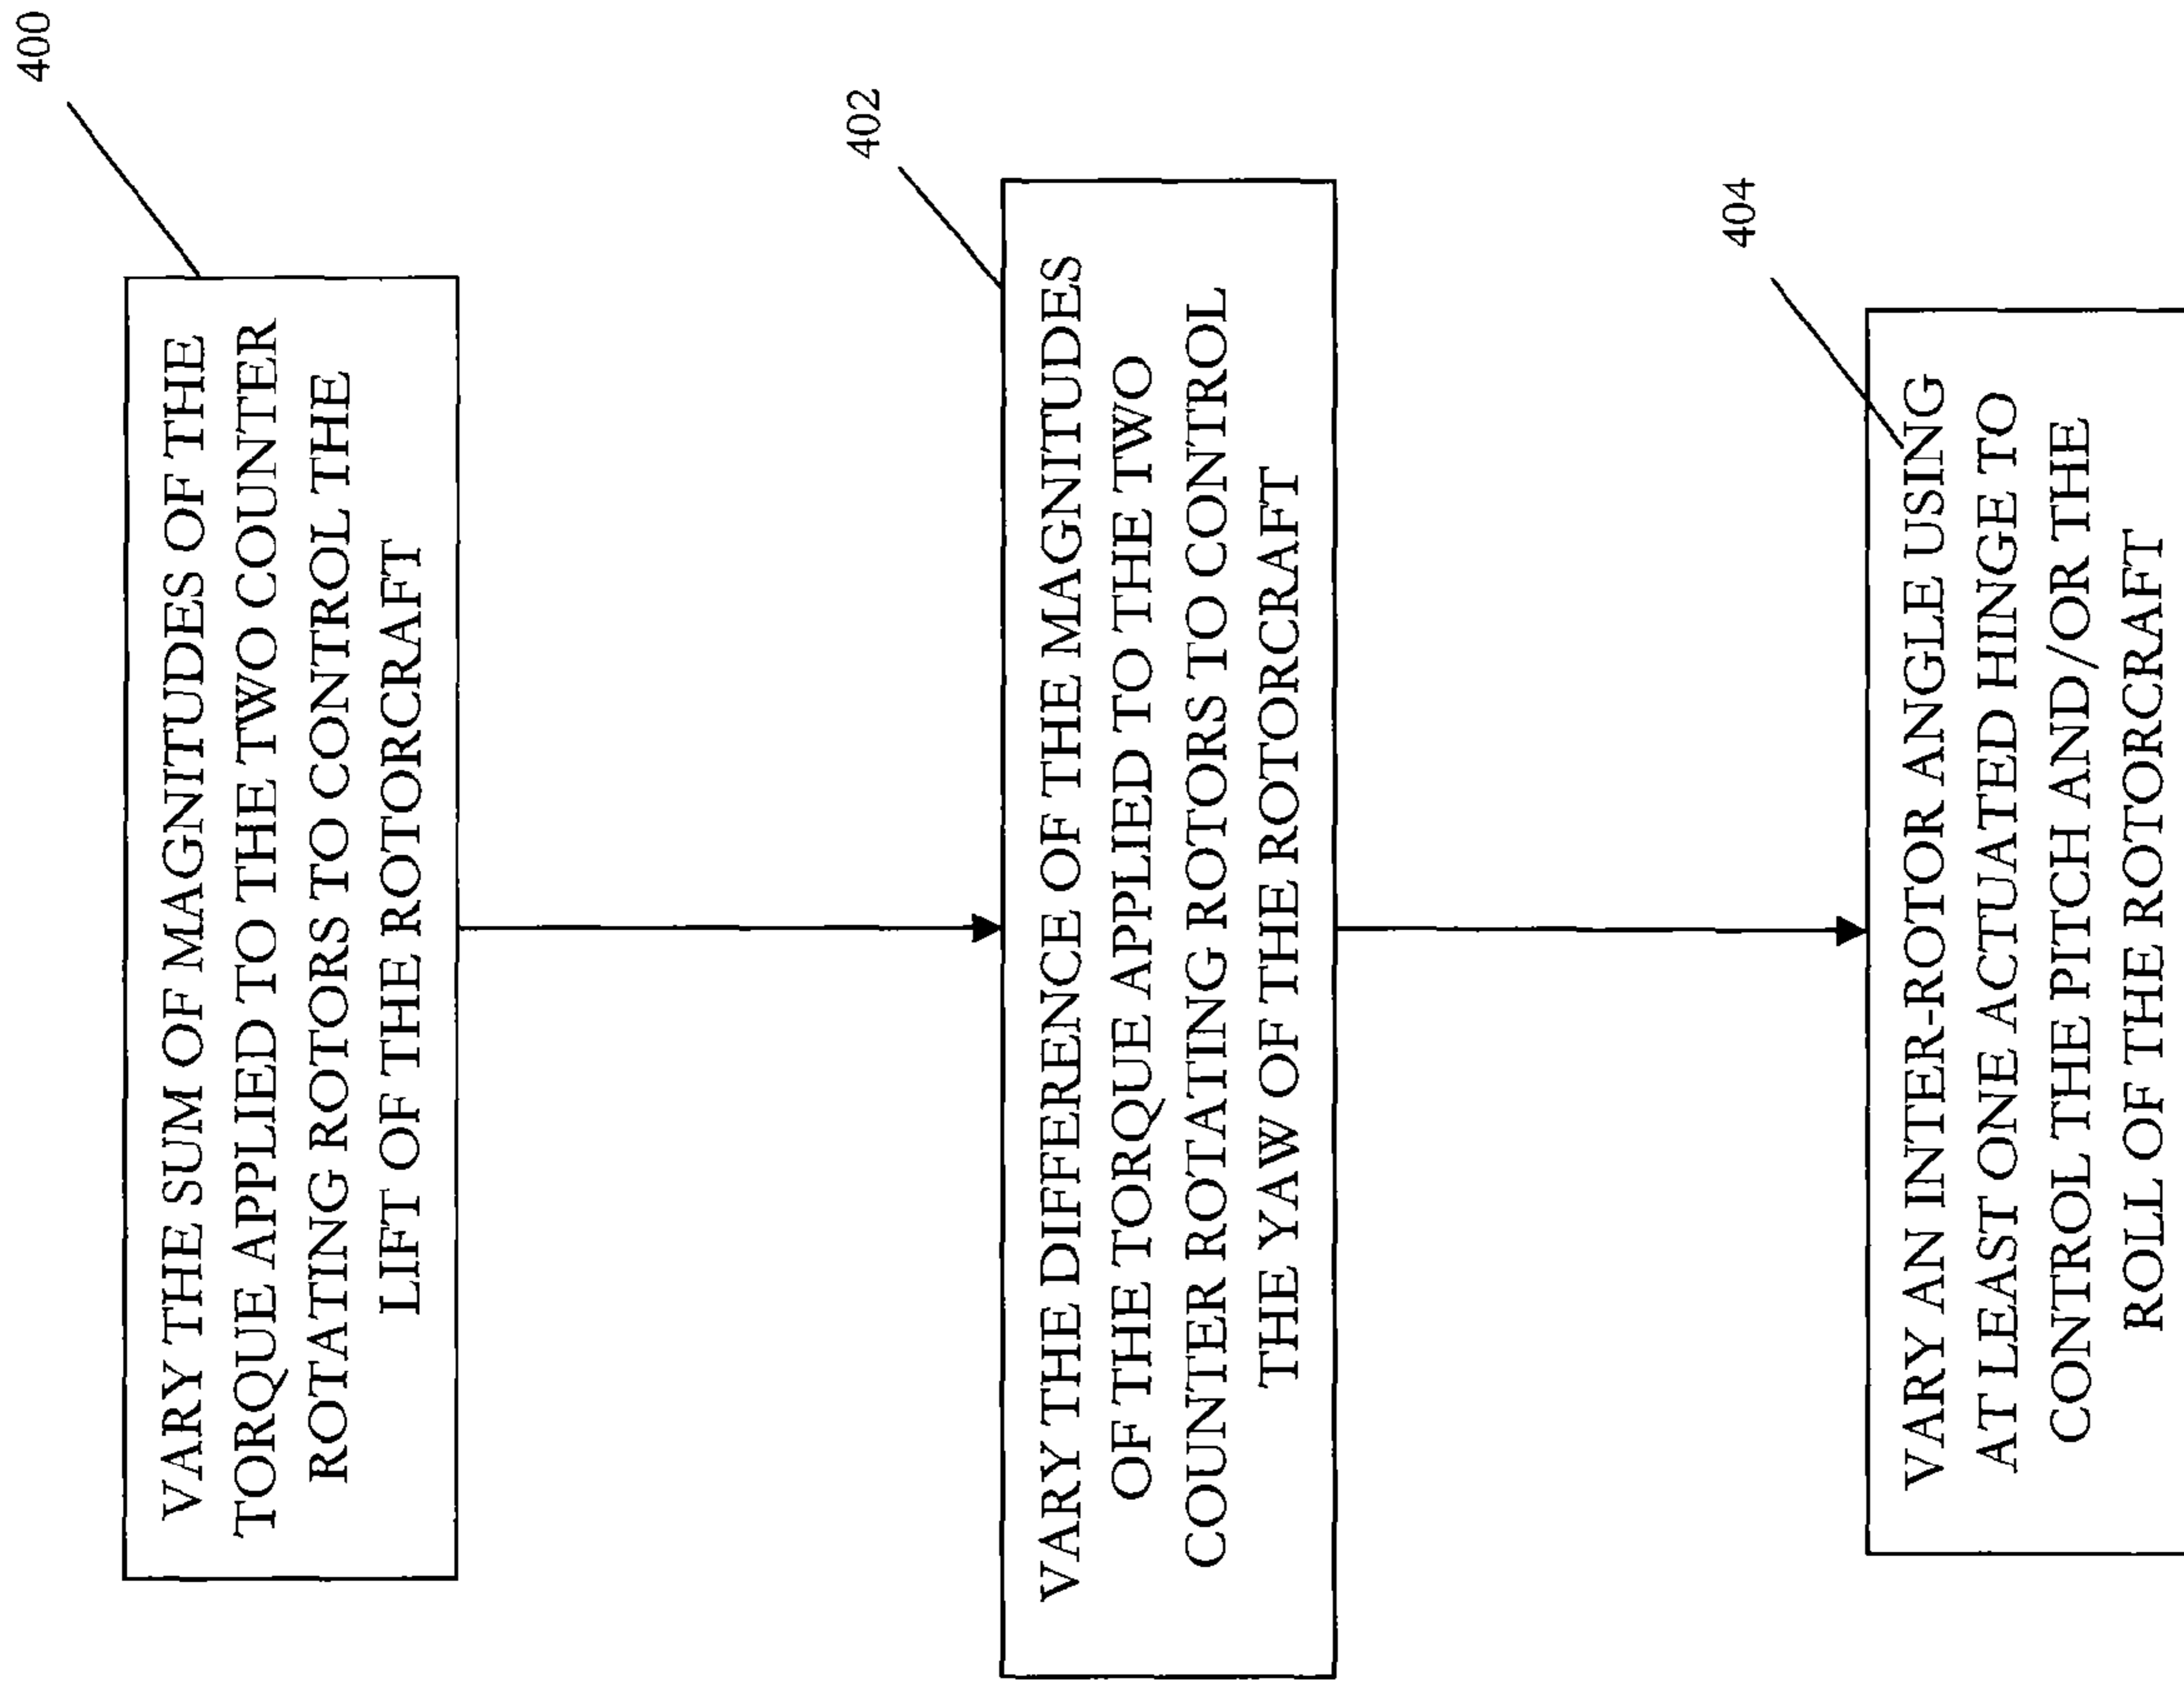 400
VARY THE SUM OF MAGNITUDES OF THE
TORQUE APPLIED TO THE TWO COUNTER
ROTATING ROTORS TO CONTROL THE
LIFT OF THE ROTORCRAFT
402
VARY THE DIFFERENCE OF THE MAGNITUDES
OF THE TORQUE APPLIED TO THE TWO
COUNTER ROTATING ROTORS TO CONTROL
THE YAW OF THE ROTORCRAFT
404
VARY AN INTER-ROTOR ANGLE USING
AT LEAST ONE ACTUATED HINGE TO
CONTROL THE PITCH AND/OR THE
ROLL OF THE ROTORCRAFT